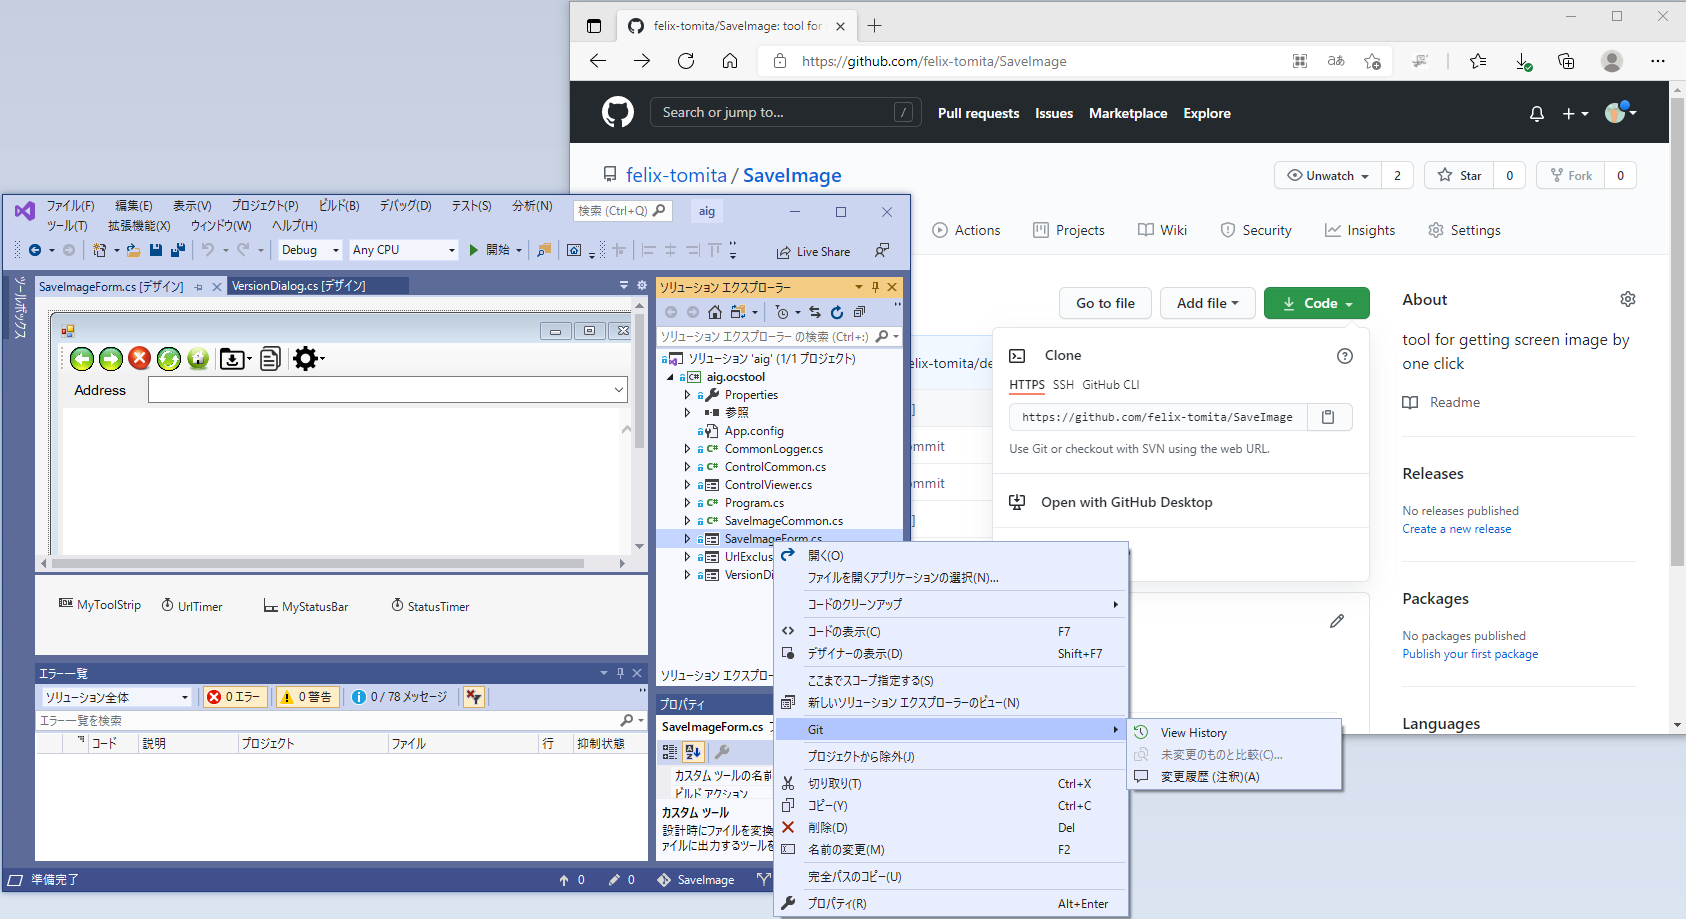 felix-tomita/SaveImage: tool for
https://github.com/felix-tomita/SaveImage
ああ
Search or jump to...
/
Pull requests
Issues
Marketplace
Explore
felix-tomita / SaveImage
Unwatch
2
Star
0
Fork
0
Actions
Projects
Wiki
Security
Insights
Settings
Go to file
Add file
Code
elix-tomita/de
mmit
mmit
Clone
HTTPS SSH GitHub CLI
https://github.com/felix-tomita/SaveImage
Use Git or checkout with SVN using the web URL.
Open with GitHub Desktop
About
tool for getting screen image by
one click
Readme
Releases
No releases published
Create a new release
Packages
No packages published
Publish your first package
Languages
ファイル(F) 編集(E) 表示(V) プロジェクト(P) ビルド(B) デバッグ(D) テスト(S) 分析(N)
検索 (Ctrl+Q)
aig
ツール(T) 拡張機能(X) ウィンドウ(W) ヘルプ(H)
Debug
Any CPU
開始
Live Share
ツールボックス
SaveImageForm.cs [デザイン]
VersionDialog.cs [デザイン]
Address
MyToolStrip
UrlTimer
MyStatusBar
StatusTimer
エラー一覧
ソリューション全体
0 エラー
0 警告
0 / 78 メッセージ
エラー一覧を検索
コード
説明
プロジェクト
ファイル
行
抑制状態
準備完了
0
0
SaveImage
ソリューション エクスプローラー
ソリューション エクスプローラー の検索 (Ctrl+:)
ソリューション 'aig' (1/1 プロジェクト)
aig.ocstool
C#
Properties
参照
App.config
C# CommonLogger.cs
C# ControlCommon.cs
ControlViewer.cs
C# Program.cs
C# SaveImageCommon.cs
SaveImageForm.cs
UrlExclus
VersionDi
ソリューション エクスプロー
プロパティ
SaveImageForm.cs
カスタム ツールの名前
ビルド アクション
カスタム ツール
設計時にファイルを変換
ァイルに出力するツールを
開く(O)
ファイルを開くアプリケーションの選択(N)...
コードのクリーンアップ
コードの表示(C) F7
デザイナーの表示(D) Shift+F7
ここまでスコープ指定する(S)
新しいソリューション エクスプローラーのビュー(N)
Git
プロジェクトから除外(J)
切り取り(T) Ctrl+X
コピー(Y) Ctrl+C
削除(D) Del
名前の変更(M) F2
完全パスのコピー(U)
プロパティ(R) Alt+Enter
View History
未変更のものと比較(C)...
変更履歴 (注釈)(A)